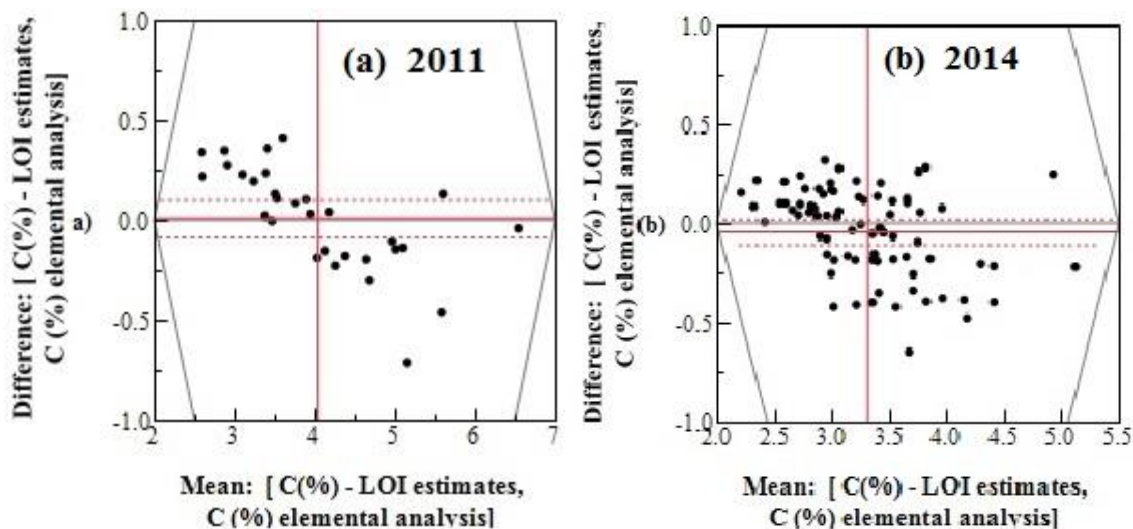 Difference: [ C(%) - LOI estimates,
C (%) elemental analysis]
a)
(a) 2011
1.0
0.5
0.0
-0.5
-1.0
2
3
4
5
6
7
Mean: [ C(%) - LOI estimates,
C (%) elemental analysis]
Difference: [ C(%) - LOI estimates,
C (%) elemental analysis]
(b)
(b) 2014
1.0
0.5
0.0
-0.5
-1.0
2.0
2.5
3.0
3.5
4.0
4.5
5.0
5.5
Mean: [ C(%) - LOI estimates,
C (%) elemental analysis]